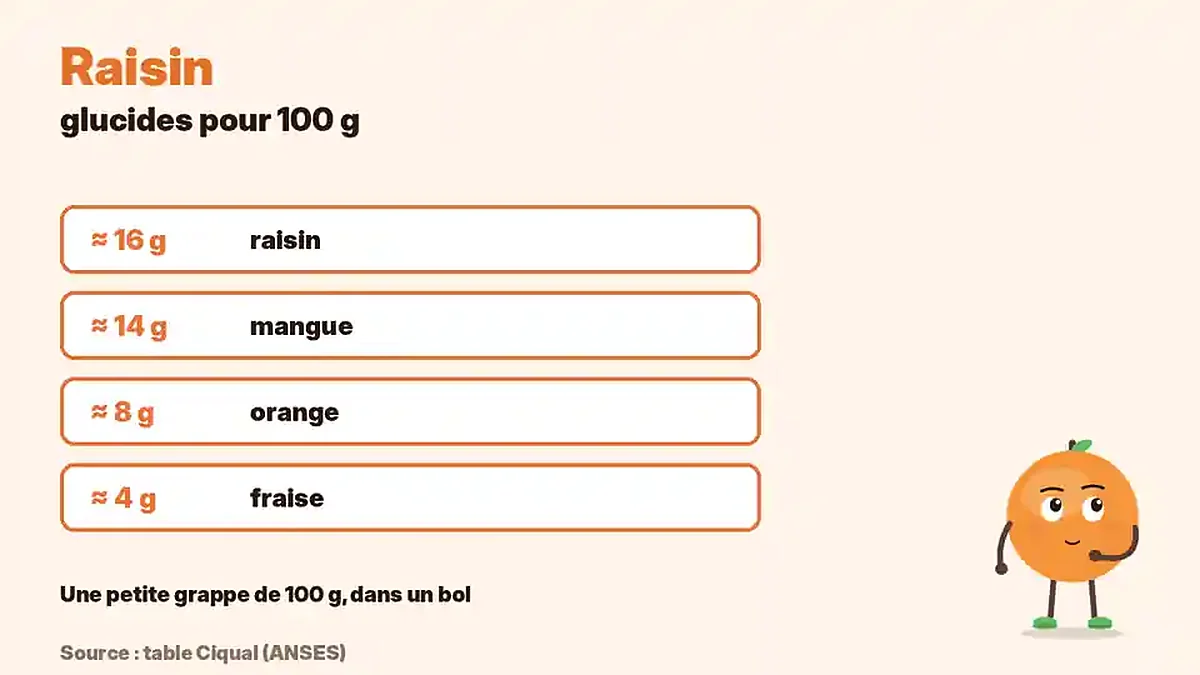 Raisin
glucides pour 100 g
≈ 16 g raisin
≈ 14 g mangue
≈ 8 g orange
≈ 4 g fraise
Une petite grappe de 100 g, dans un bol
Source : table Ciqual (ANSES)